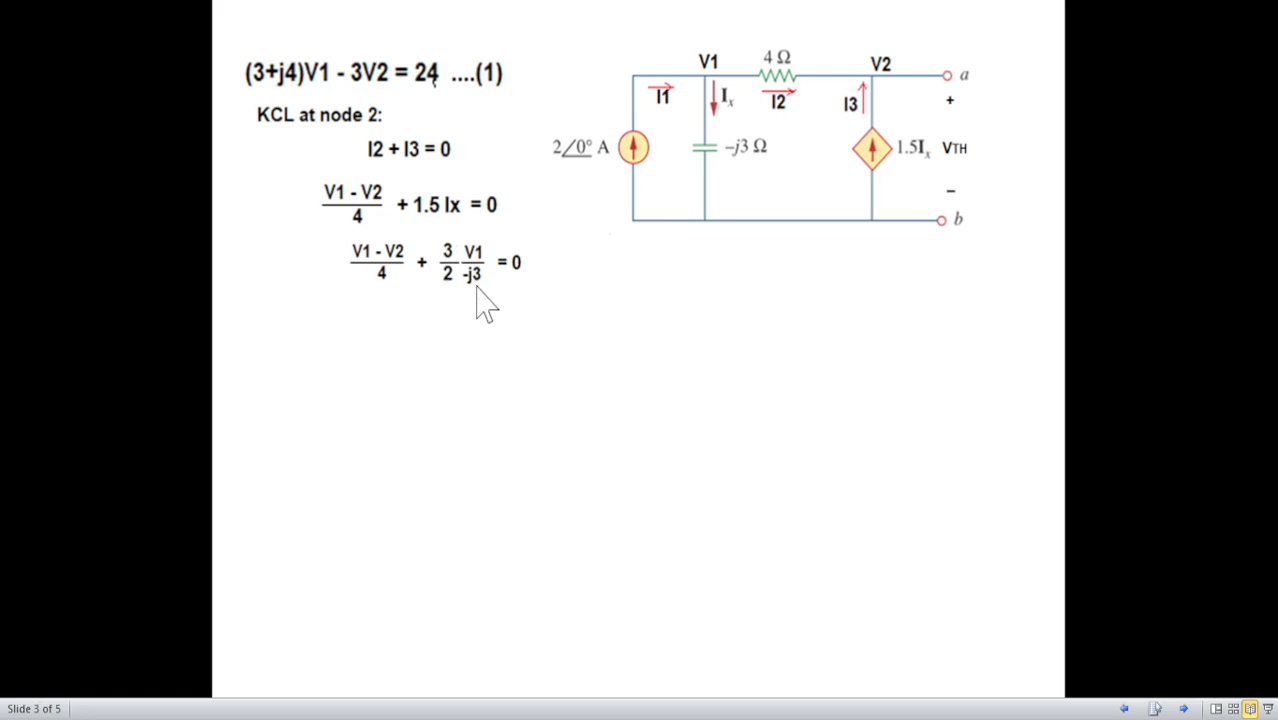 (3+j4)V1 - 3V2 = 24 ....(1)
KCL at node 2:
I2 + I3 = 0
V1 - V2
4
+ 1.5 Ix = 0
V1 - V2
4
+
3
2
V1
-j3
= 0
V1
4 Ω
V2
a
I1
Ix
I2
I3
+
2∠0° A
-j3 Ω
1.5Ix
VTH
–
b
Slide 3 of 5